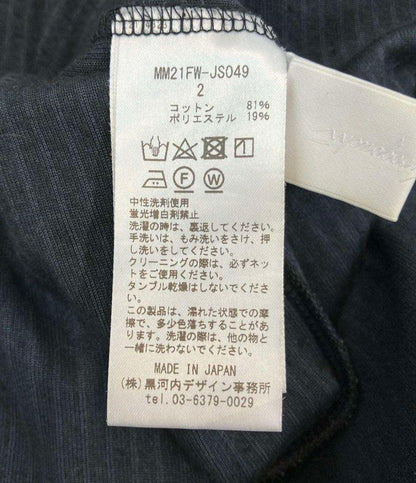 MM21FW-JS049
2
コットン 81%
ポリエステル 19%
中性洗剤使用
蛍光増白剤禁止
洗濯の時は、裏返してください。
手洗いは、もみ洗いをさけ、押
し洗いをしてください。
クリーニングの際は、必ずネット
をご使用ください。
タンブル乾燥はしないでくださ
い。
この製品は、濡れた状態での摩
擦で、多少色落ちすることがあ
ります。洗濯の際は、他の物と
一緒に洗わないでください。
MADE IN JAPAN
(株)黒河内デザイン事務所
tel.03-6379-0029